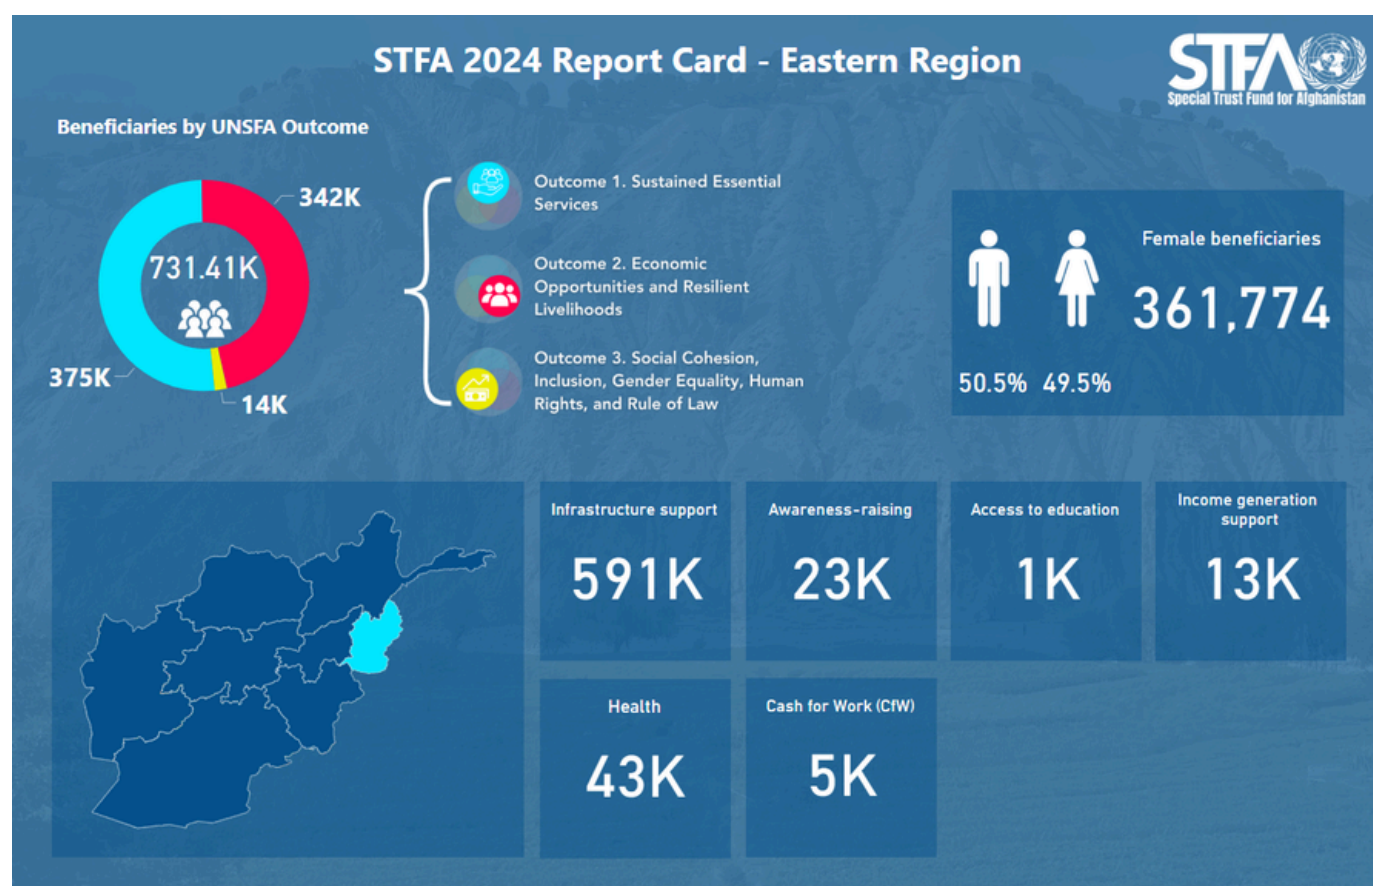 STFA 2024 Report Card - Eastern Region
STFA
Special Trust Fund for Afghanistan
Beneficiaries by UNSFA Outcome
342K
731.41K
375K
14K
Outcome 1. Sustained Essential
Services
Outcome 2. Economic
Opportunities and Resilient
Livelihoods
Outcome 3. Social Cohesion,
Inclusion, Gender Equality, Human
Rights, and Rule of Law
Female beneficiaries
361,774
50.5% 49.5%
Infrastructure support
591K
Awareness-raising
23K
Access to education
1K
Income generation
support
13K
Health
43K
Cash for Work (CfW)
5K